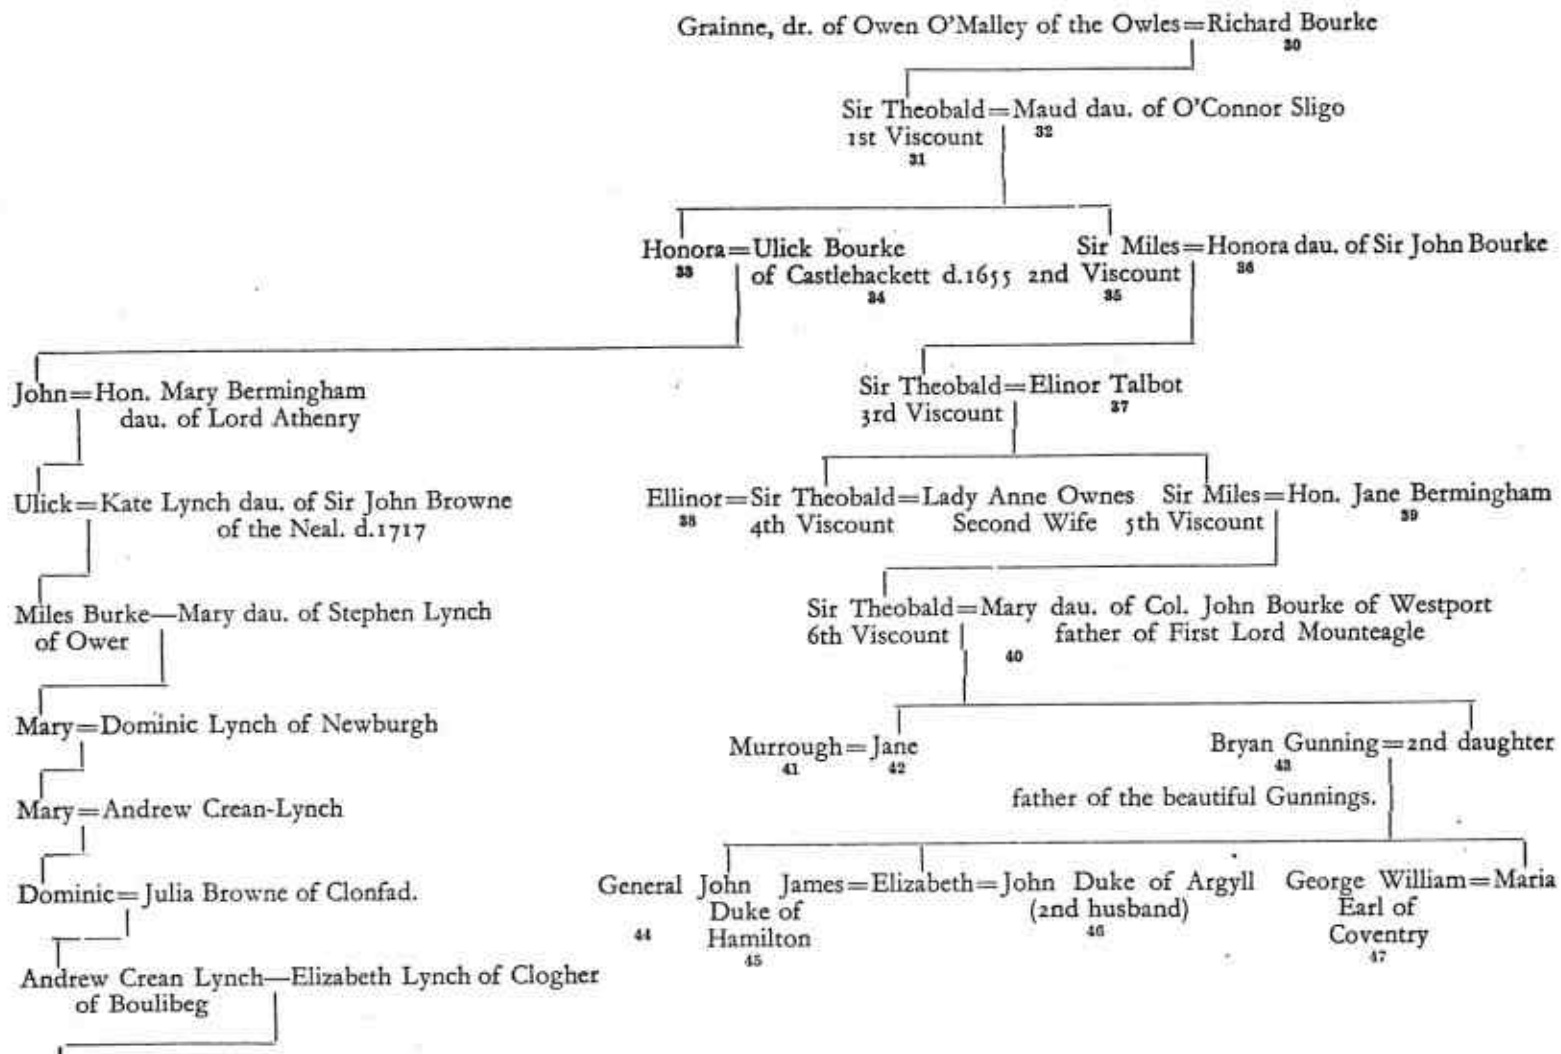 Grainne, dr. of Owen O'Malley of the Owles=Richard Bourke
30
Sir Theobald=Maud dau. of O'Connor Sligo
1st Viscount 32
31
Honora=Ulick Bourke Sir Miles=Honora dau. of Sir John Bourke
33 of Castlehackett d.1655 2nd Viscount 36
34 35
John=Hon. Mary Bermingham Sir Theobald=Elinor Talbot
dau. of Lord Athenry 3rd Viscount 37
Ulick=Kate Lynch dau. of Sir John Browne Ellinor=Sir Theobald=Lady Anne Ownes Sir Miles=Hon. Jane Bermingham
of the Neal. d.1717 38 4th Viscount Second Wife 5th Viscount 39
Miles Burke—Mary dau. of Stephen Lynch Sir Theobald=Mary dau. of Col. John Bourke of Westport
of Ower 6th Viscount father of First Lord Mounteagle
40
Mary=Dominic Lynch of Newburgh Murrough=Jane Bryan Gunning=2nd daughter
41 42 43
Mary=Andrew Crean-Lynch father of the beautiful Gunnings.
Dominic=Julia Browne of Clonfad. General John James=Elizabeth=John Duke of Argyll George William=Maria
Duke of (2nd husband) Earl of
44 Hamilton 46 Coventry
45 47
Andrew Crean Lynch—Elizabeth Lynch of Clogher
of Boulibeg